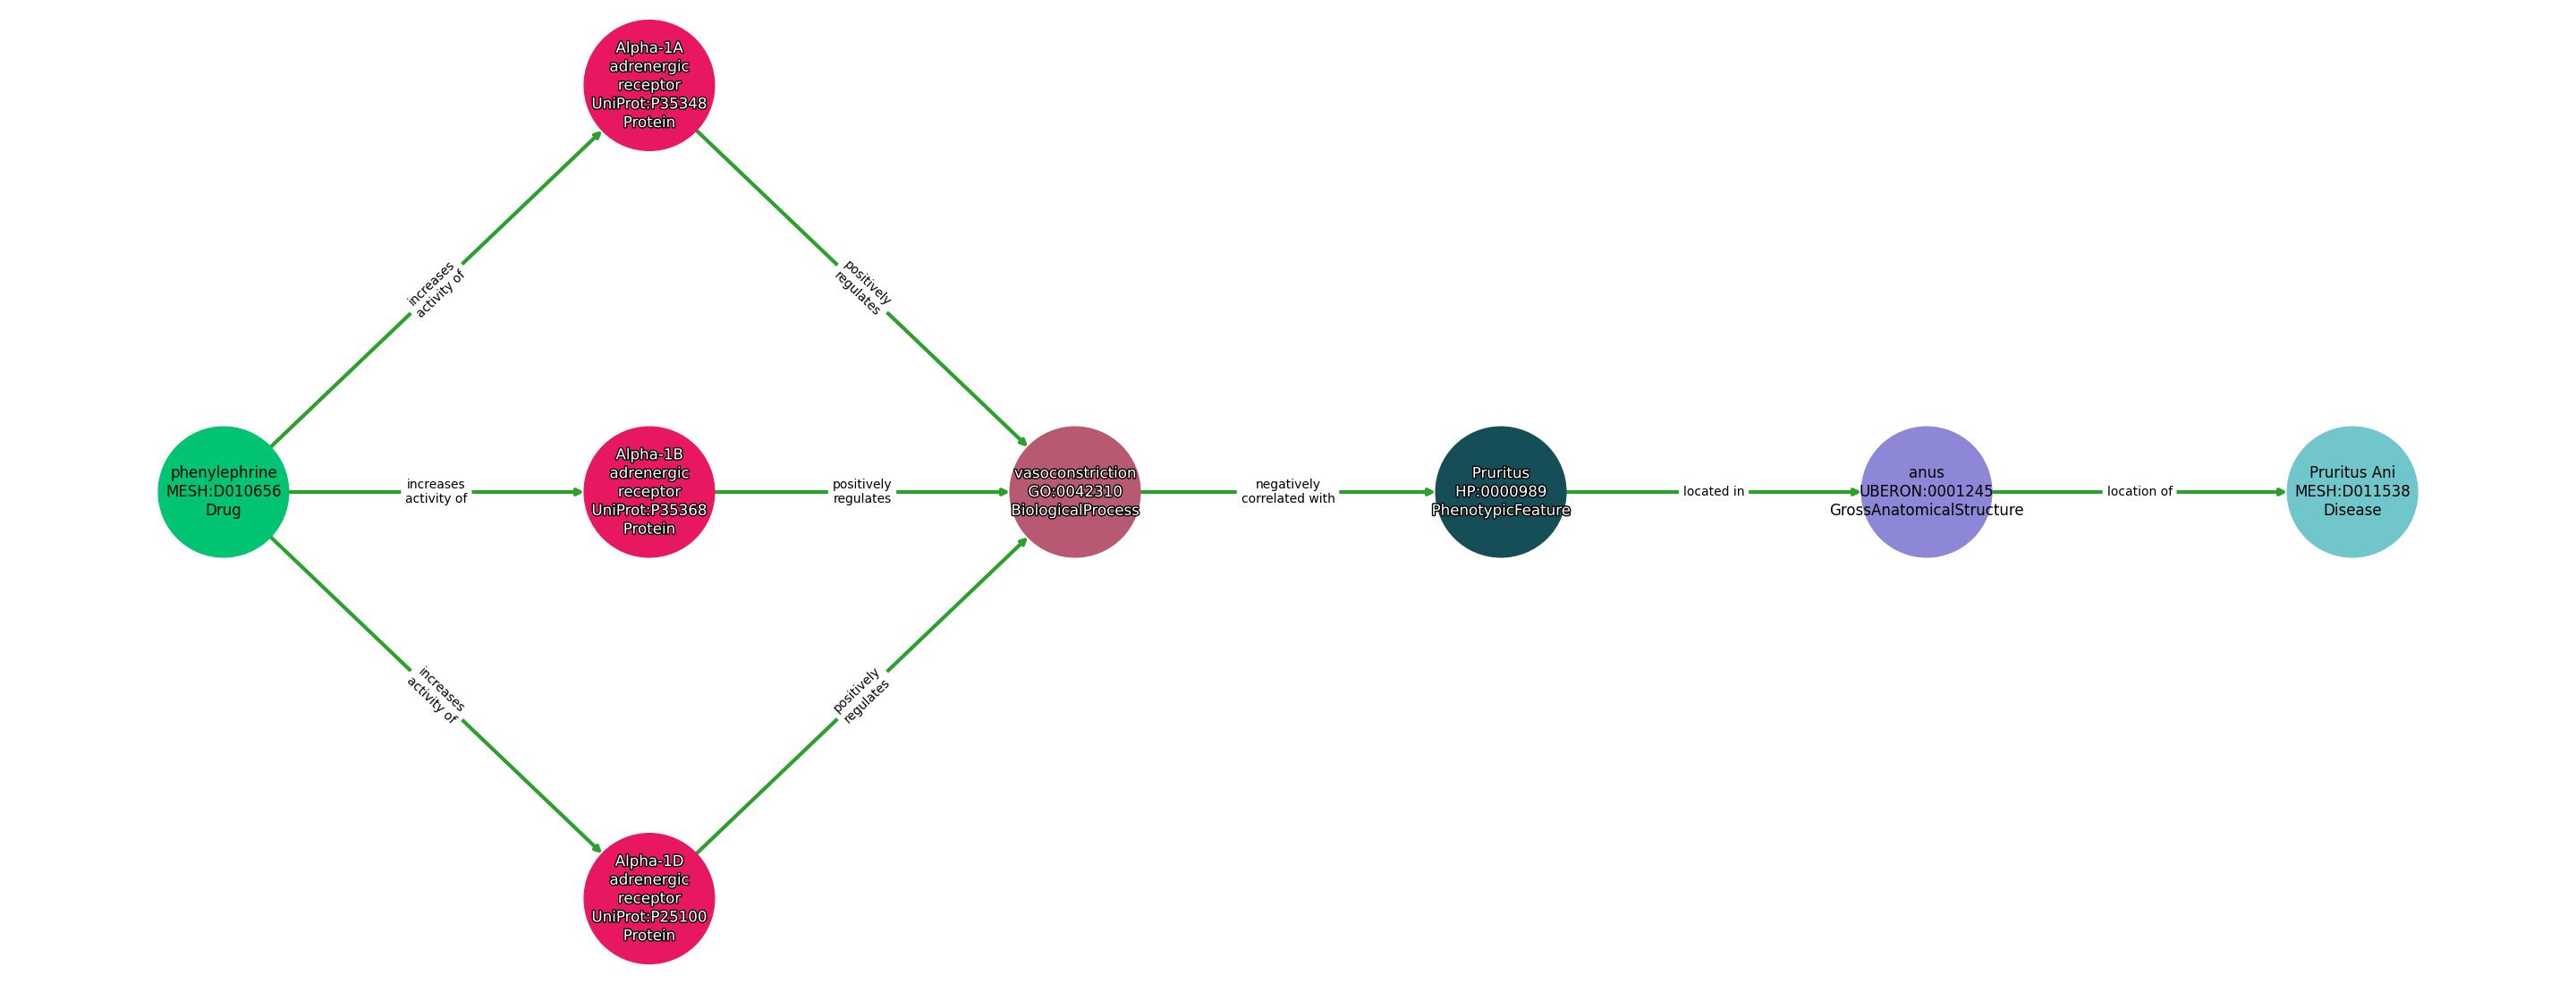 Alpha-1A
adrenergic
receptor
UniProt:P35348
Protein
increases
activity of
positively
regulates
phenylephrine
MESH:D010656
Drug
increases
activity of
Alpha-1B
adrenergic
receptor
UniProt:P35368
Protein
positively
regulates
vasoconstriction
GO:0042310
BiologicalProcess
negatively
correlated with
Pruritus
HP:0000989
PhenotypicFeature
located in
anus
UBERON:0001245
GrossAnatomicalStructure
location of
Pruritus Ani
MESH:D011538
Disease
increases
activity of
positively
regulates
Alpha-1D
adrenergic
receptor
UniProt:P25100
Protein